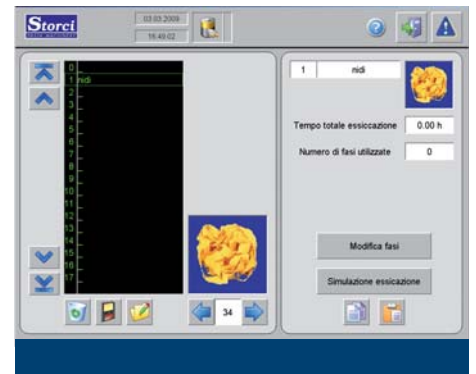 Storci
03.03.2009
16:49:02
0
1 nidi
2
3
4
5
6
7
8
9
10
11
12
13
14
15
16
17
34
1 nidi
Tempo totale essiccazione 0.00 h
Numero di fasi utilizzate 0
Modifica fasi
Simulazione essicazione